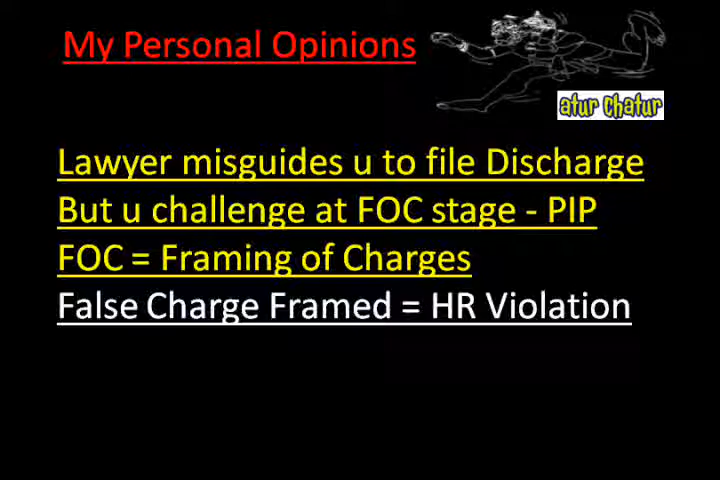 My Personal Opinions
atur chatur
Lawyer misguides u to file Discharge
But u challenge at FOC stage - PIP
FOC = Framing of Charges
False Charge Framed = HR Violation